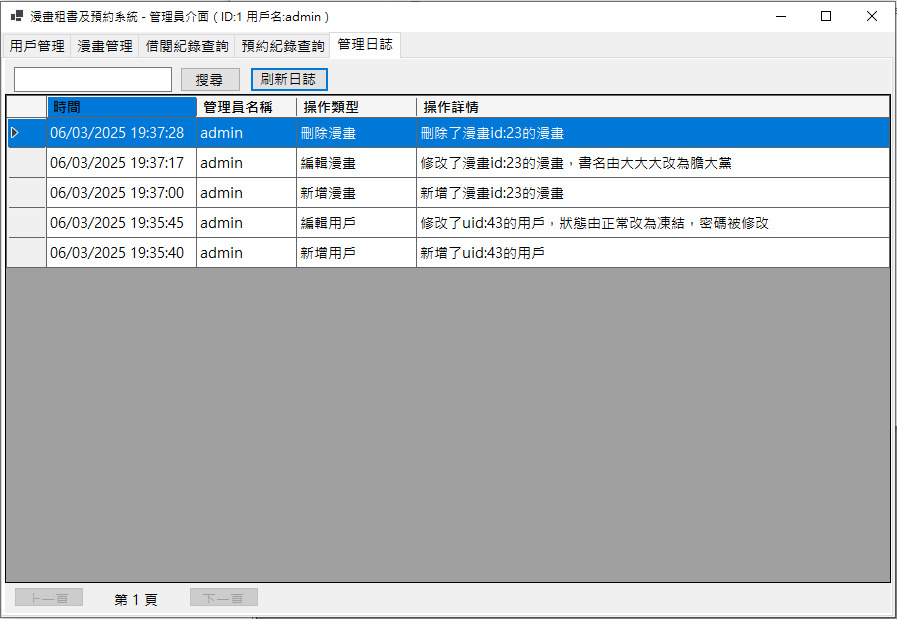 漫畫租書及預約系統 - 管理員介面 ( ID:1 用戶名:admin )
用戶管理 漫畫管理 借閱紀錄查詢 預約紀錄查詢 管理日誌
搜尋 刷新日誌
時間 管理員名稱 操作類型 操作詳情
06/03/2025 19:37:28 admin 刪除漫畫 刪除了漫畫id:23的漫畫
06/03/2025 19:37:17 admin 編輯漫畫 修改了漫畫id:23的漫畫，書名由大大大改為膽大黨
06/03/2025 19:37:00 admin 新增漫畫 新增了漫畫id:23的漫畫
06/03/2025 19:35:45 admin 編輯用戶 修改了uid:43的用戶，狀態由正常改為凍結，密碼被修改
06/03/2025 19:35:40 admin 新增用戶 新增了uid:43的用戶
上一頁 第 1 頁 下一頁